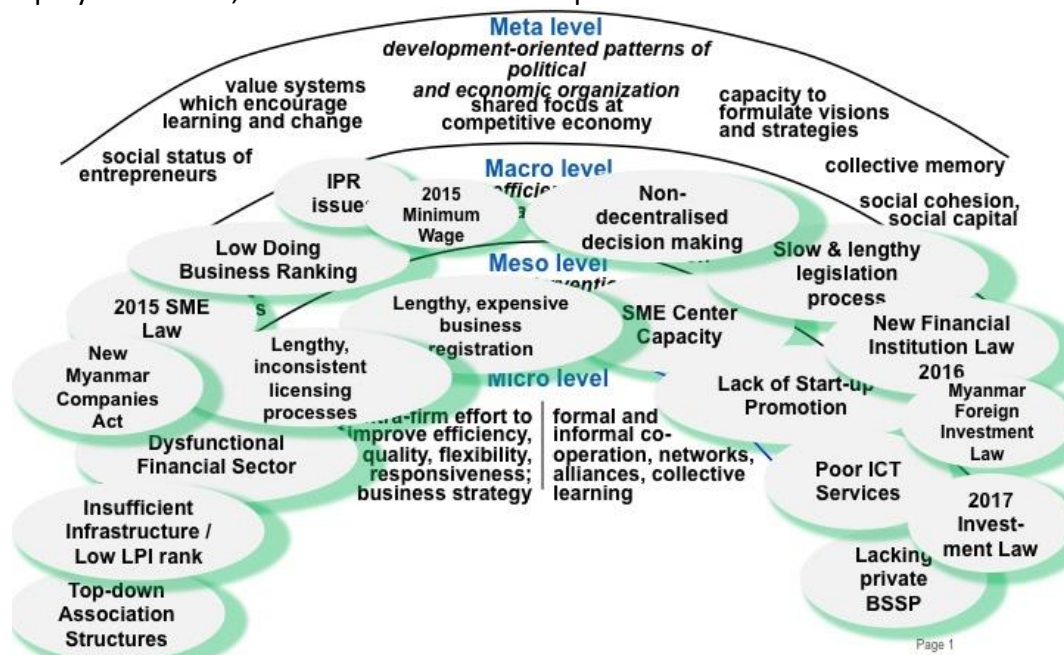 Meta level
development-oriented patterns of
political
and economic organization
shared focus at
competitive economy
value systems
which encourage
learning and change
capacity to
formulate visions
and strategies
social status of
entrepreneurs
collective memory
social cohesion,
social capital
Macro level
IPR
2015
Minimum
Wage
Non-
decentralised
decision making
Low Doing
Business Ranking
Slow & lengthy
legislation
process
Meso level
2015 SME
Law
Lengthy, expensive
business
registration
SME Center
Capacity
New Financial
Institution Law
2016
New
Myanmar
Companies
Act
Lengthy,
inconsistent
licensing
processes
Micro level
Lack of Start-up
Promotion
Myanmar
Foreign
Investment
Law
effort to
improve efficiency,
quality, flexibility,
responsiveness;
business strategy
formal and
informal co-
operation, networks,
alliances, collective
learning
Dysfunctional
Financial Sector
Poor ICT
Services
Insufficient
Infrastructure /
Low LPI rank
2017
Invest-
ment Law
Top-down
Association
Structures
Lacking
private
BSSP
Page 1